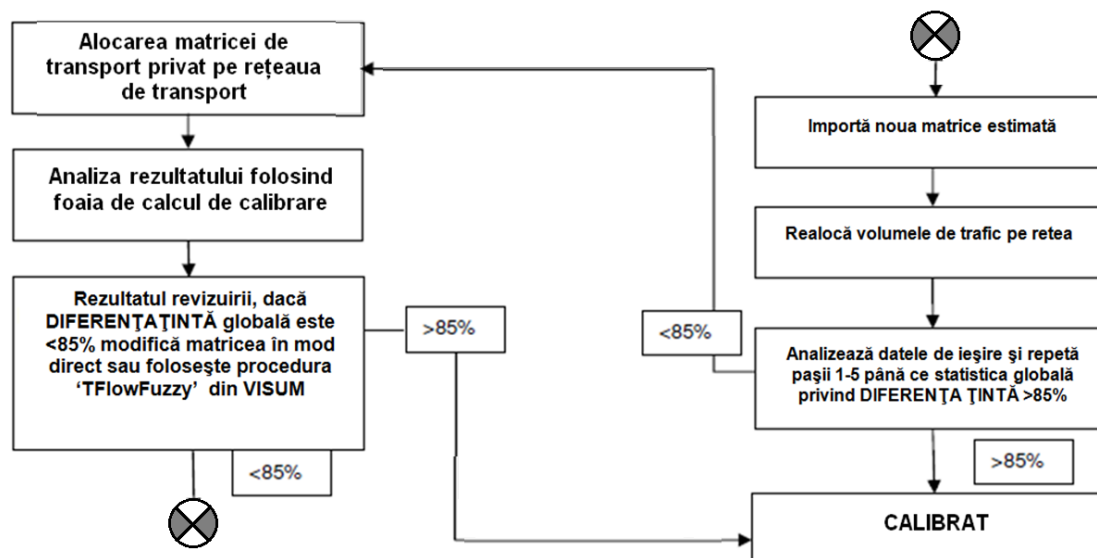 Alocarea matricei de
transport privat pe rețeaua
de transport
Analiza rezultatului folosind
foaia de calcul de calibrare
Rezultatul revizuirii, dacă
DIFERENŢAŢINTĂ globală este
<85% modifică matricea în mod
direct sau foloseşte procedura
‘TFlowFuzzy’ din VISUM
>85%
<85%
Importă noua matrice estimată
Realocă volumele de trafic pe retea
<85%
Analizează datele de ieşire şi repetă
paşii 1-5 până ce statistica globală
privind DIFERENŢA ŢINTĂ >85%
>85%
CALIBRAT